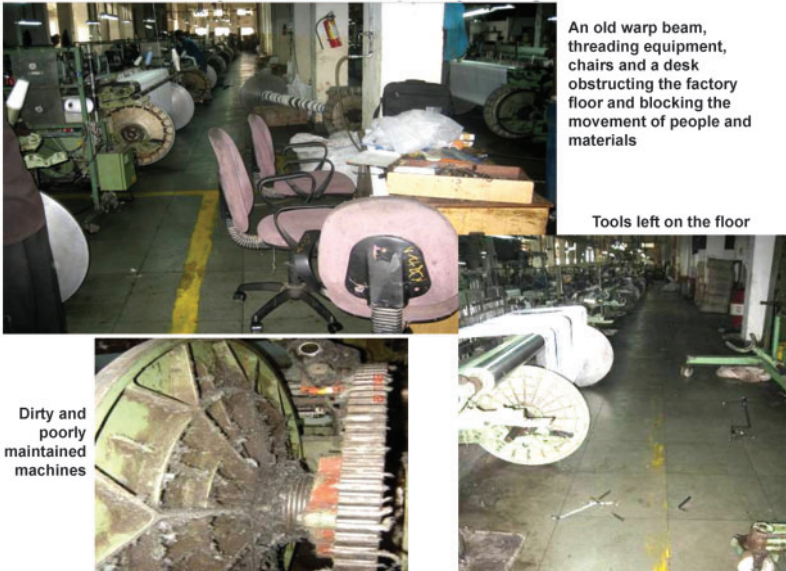 An old warp beam,
threading equipment,
chairs and a desk
obstructing the factory
floor and blocking the
movement of people and
materials
Tools left on the floor
Dirty and
poorly
maintained
machines